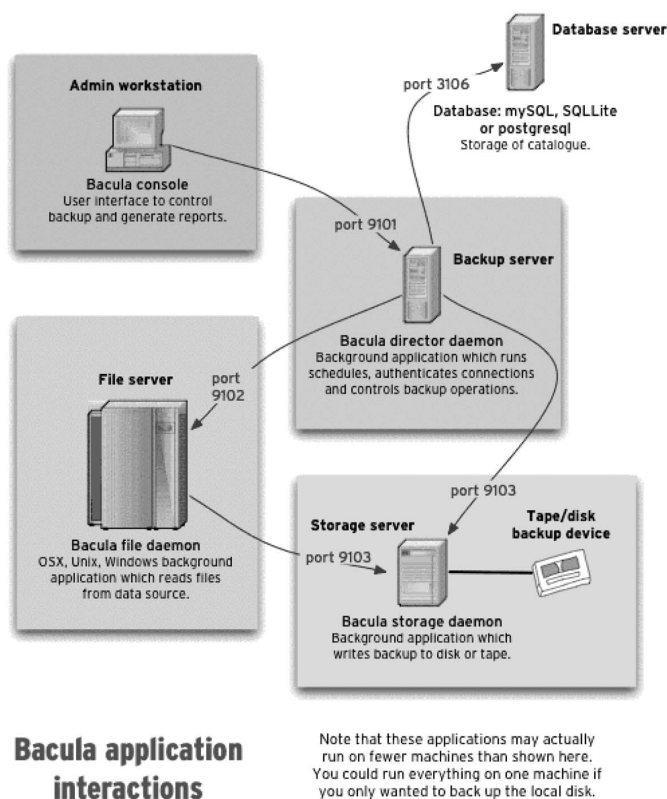 Database server
port 3106
Database: mySQL, SQLLite
or postgresql
Storage of catalogue.
Admin workstation
Bacula console
User interface to control
backup and generate reports.
port 9101
Backup server
Bacula director daemon
Background application which runs
schedules, authenticates connections
and controls backup operations.
File server
port
9102
Bacula file daemon
OSX, Unix, Windows background
application which reads files
from data source.
port 9103
Storage server
port 9103
Tape/disk
backup device
Bacula storage daemon
Background application which
writes backup to disk or tape.
Bacula application
interactions
Note that these applications may actually
run on fewer machines than shown here.
You could run everything on one machine if
you only wanted to back up the local disk.